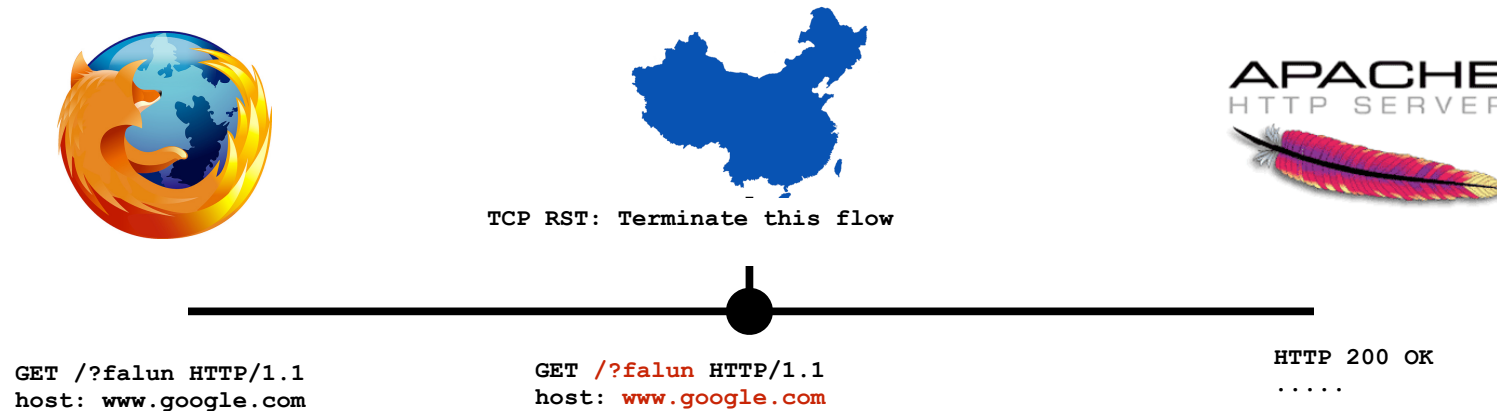 APACHE
HTTP SERVER
TCP RST: Terminate this flow
GET /?falun HTTP/1.1
host: www.google.com
GET /?falun HTTP/1.1
host: www.google.com
HTTP 200 OK
.....